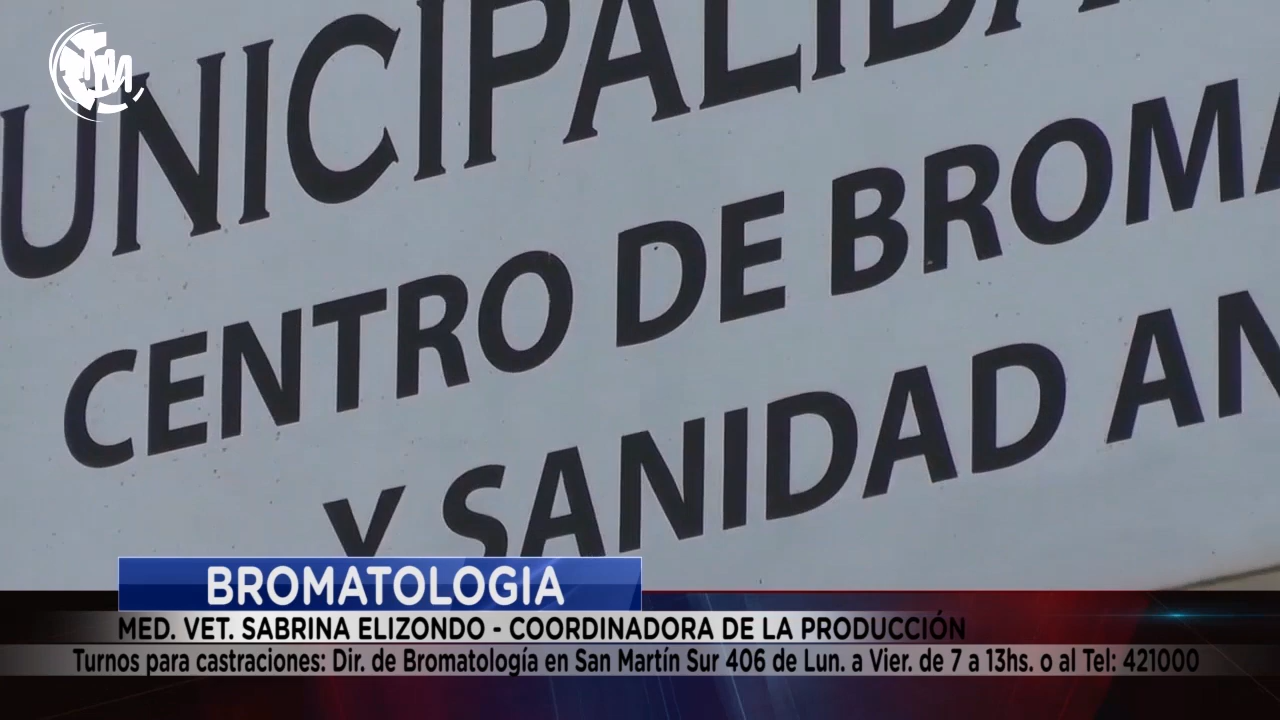 UNICIPALIDA
CENTRO DE BROMA
Y SANIDAD AN
BROMATOLOGIA
MED. VET. SABRINA ELIZONDO - COORDINADORA DE LA PRODUCCIÓN
Turnos para castraciones: Dir. de Bromatología en San Martín Sur 406 de Lun. a Vier. de 7 a 13hs. o al Tel: 421000